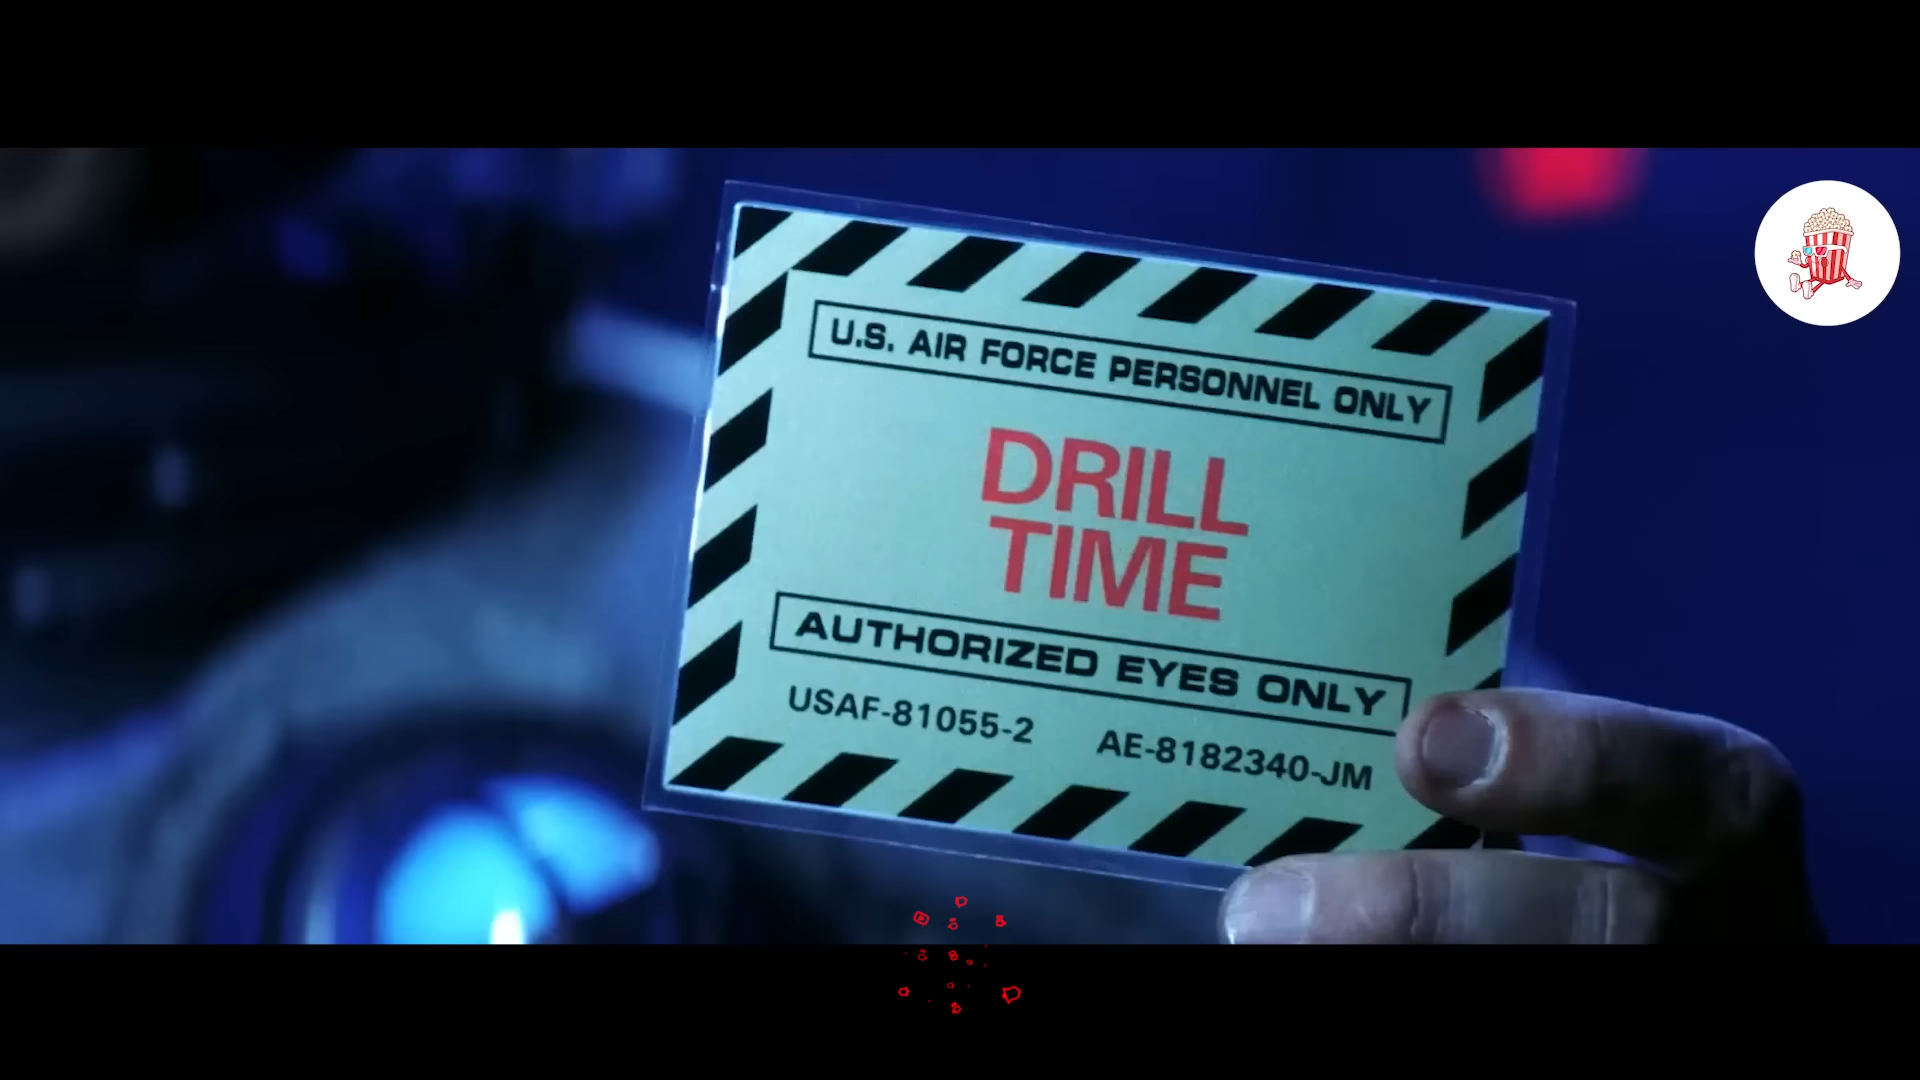 U.S. AIR FORCE PERSONNEL ONLY
DRILL
TIME
AUTHORIZED EYES ONLY
USAF-81055-2 AE-8182340-JM